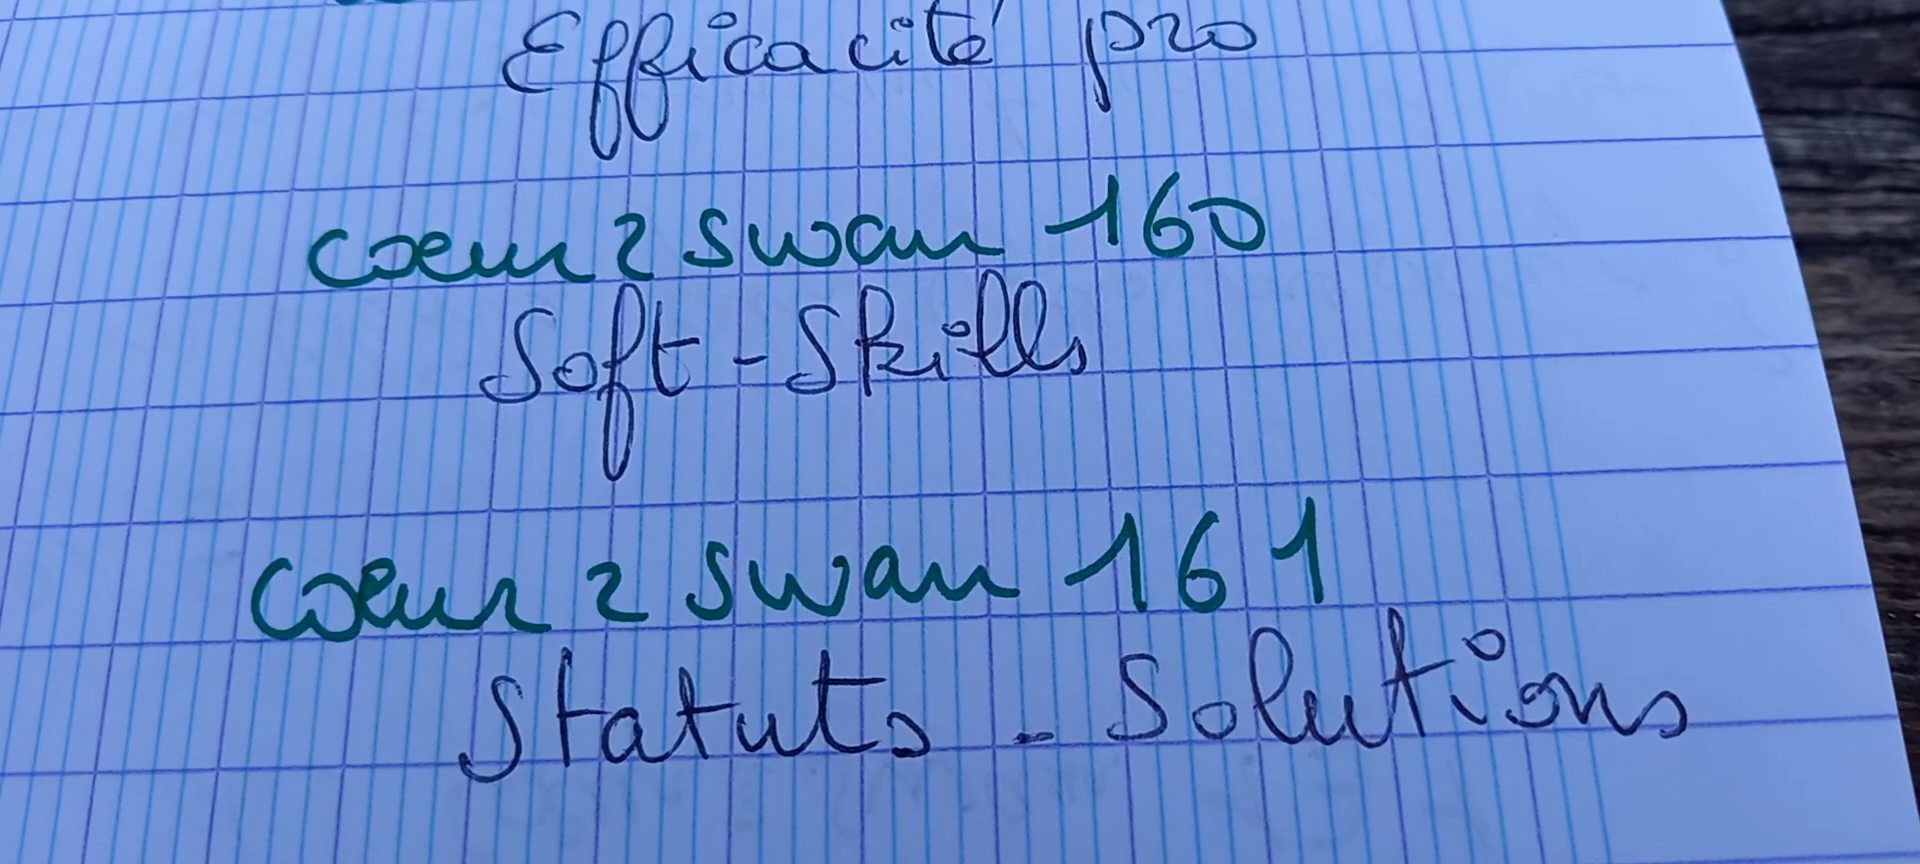 Efficacité pro
coeur 2 swan 160
Soft-Skills
coeur 2 swan 161
Statuts - Solutions